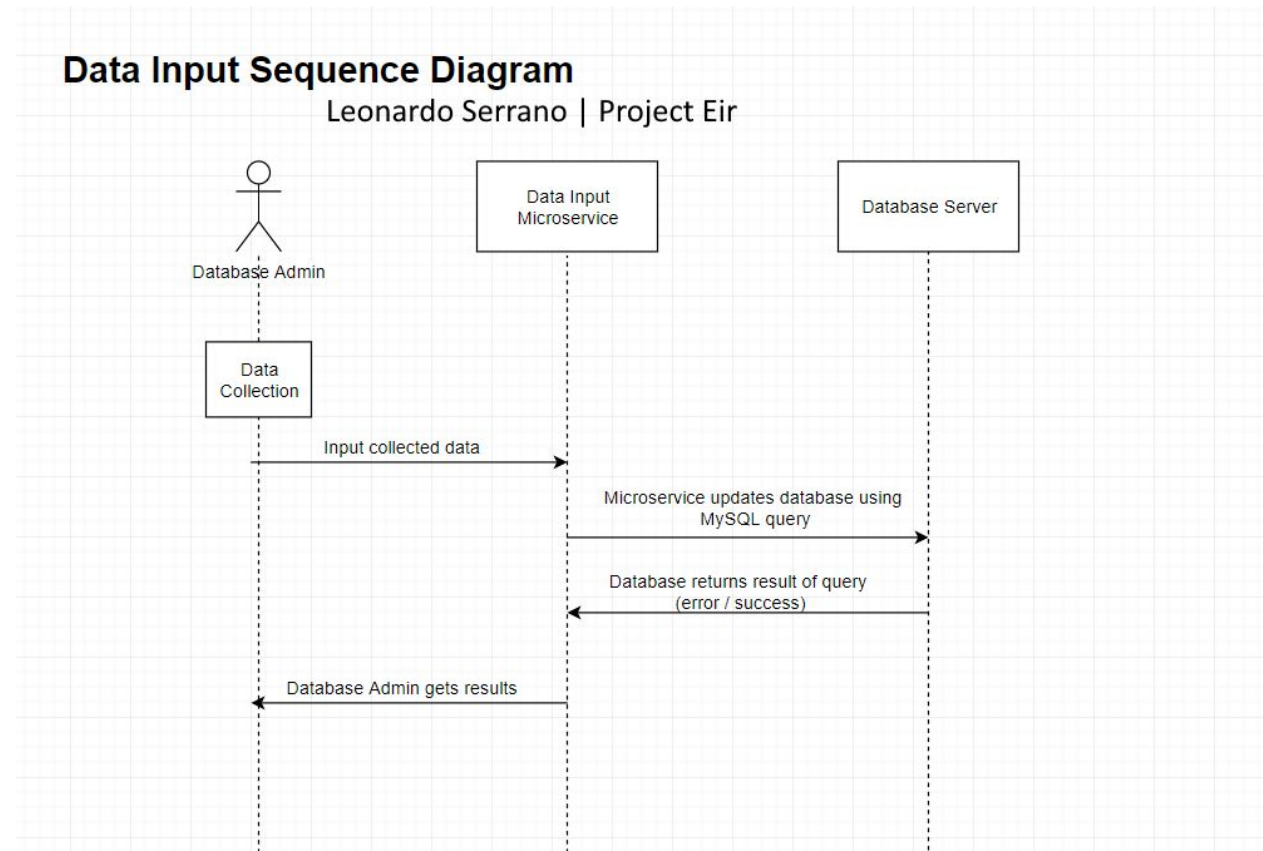 Data Input Sequence Diagram
Leonardo Serrano | Project Eir
Data Input
Microservice
Database Server
Database Admin
Data
Collection
Input collected data
Microservice updates database using
MySQL query
Database returns result of query
(error / success)
Database Admin gets results